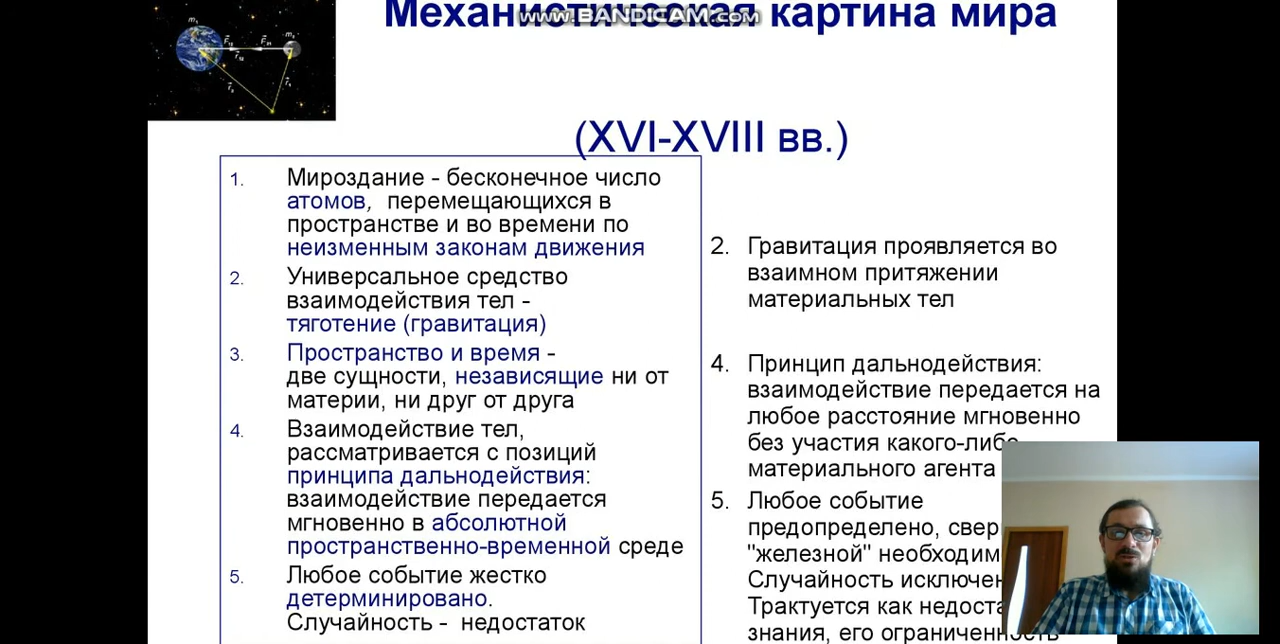 Механистическая картина мира
www.BANDICAM.com
(XVI-XVIII вв.)
1. Мироздание - бесконечное число
атомов, перемещающихся в
пространстве и во времени по
неизменным законам движения
2. Универсальное средство
взаимодействия тел -
тяготение (гравитация)
3. Пространство и время -
две сущности, независящие ни от
материи, ни друг от друга
4. Взаимодействие тел,
рассматривается с позиций
принципа дальнодействия:
взаимодействие передается
мгновенно в абсолютной
пространственно-временной среде
5. Любое событие жестко
детерминировано.
Случайность - недостаток
2. Гравитация проявляется во
взаимном притяжении
материальных тел
4. Принцип дальнодействия:
взаимодействие передается на
любое расстояние мгновенно
без участия какого-либо
материального агента
5. Любое событие
предопределено,
"железной"
Случайность
Трактуется как
знания, его ограниченность